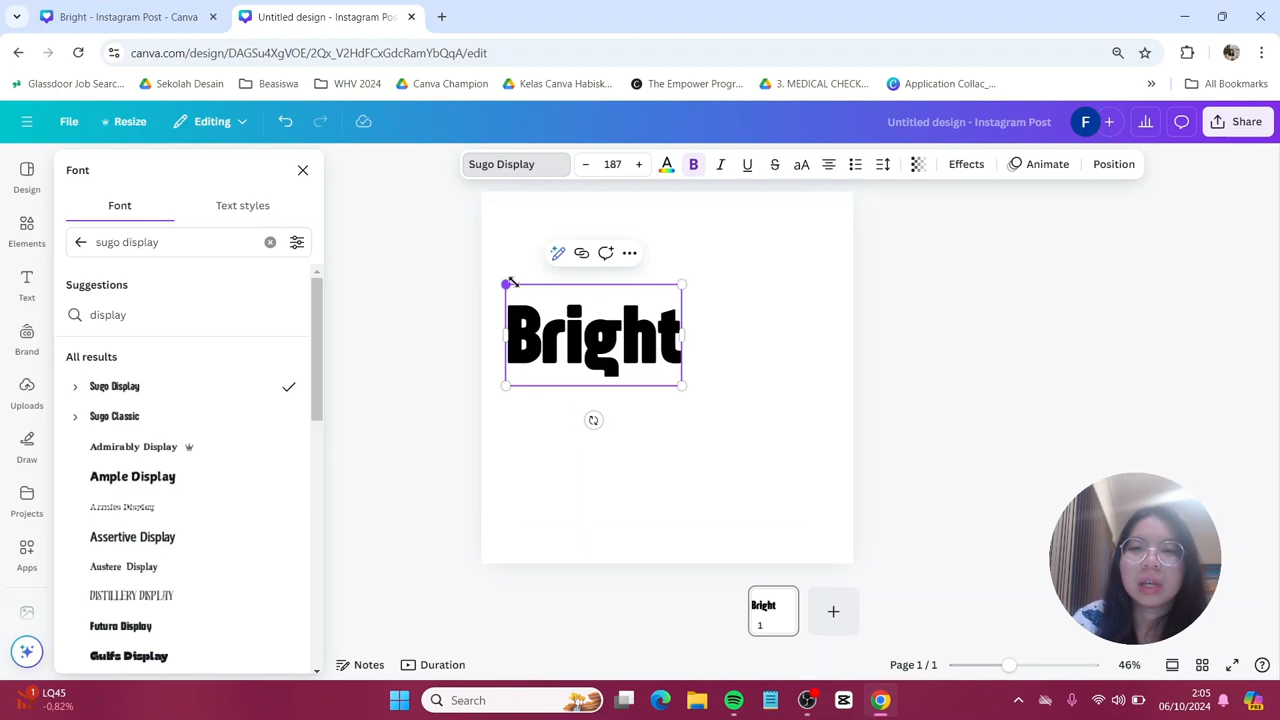 Bright - Instagram Post - Canva
Untitled design - Instagram Post
canva.com/design/DAGSu4XgVOE/2Qx_V2HdFCxGdcRamYbQqA/edit
Glassdoor Job Sear... Sekolah Desain Beasiswa WHV 2024 Canva Champion Kelas Canva Habisk... The Empower Progr... 3. MEDICAL CHECK... Application Collac_... All Bookmarks
File Resize Editing Untitled design - Instagram Post F Share
Design
Elements
Text
Brand
Uploads
Draw
Projects
Apps
Font
Font Text styles
sugo display
Suggestions
display
All results
Sugo Display
Sugo Classic
Admirably Display
Ample Display
Armies Display
Assertive Display
Austere Display
DISTILLERY DISPLAY
Futura Display
Gulfs Display
Sugo Display 187 A B I U S aA Effects Animate Position
Bright
Bright
1
Notes Duration Page 1 / 1 46%
LQ45
-0,82%
Search
2:05
06/10/2024